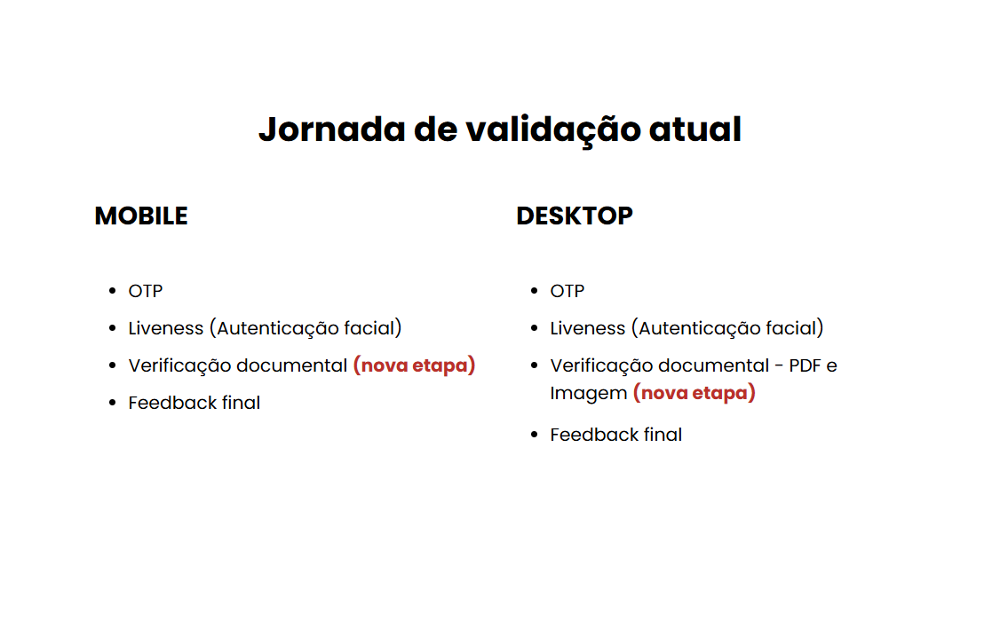 Jornada de validação atual
MOBILE
• OTP
• Liveness (Autenticação facial)
• Verificação documental (nova etapa)
• Feedback final
DESKTOP
• OTP
• Liveness (Autenticação facial)
• Verificação documental - PDF e
Imagem (nova etapa)
• Feedback final